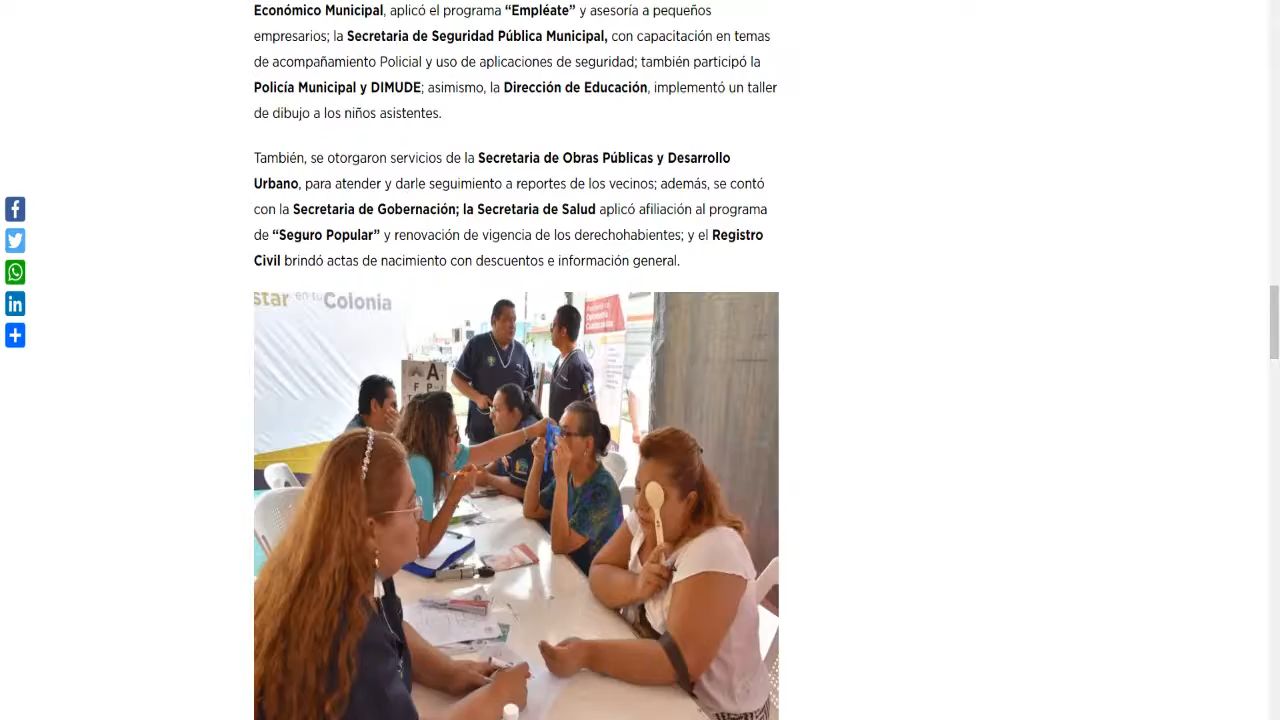 Económico Municipal, aplicó el programa “Empléate” y asesoría a pequeños
empresarios; la Secretaria de Seguridad Pública Municipal, con capacitación en temas
de acompañamiento Policial y uso de aplicaciones de seguridad; también participó la
Policía Municipal y DIMUDE; asimismo, la Dirección de Educación, implementó un taller
de dibujo a los niños asistentes.
También, se otorgaron servicios de la Secretaria de Obras Públicas y Desarrollo
Urbano, para atender y darle seguimiento a reportes de los vecinos; además, se contó
con la Secretaria de Gobernación; la Secretaria de Salud aplicó afiliación al programa
de “Seguro Popular” y renovación de vigencia de los derechohabientes; y el Registro
Civil brindó actas de nacimiento con descuentos e información general.
star en tu Colonia
A
F P